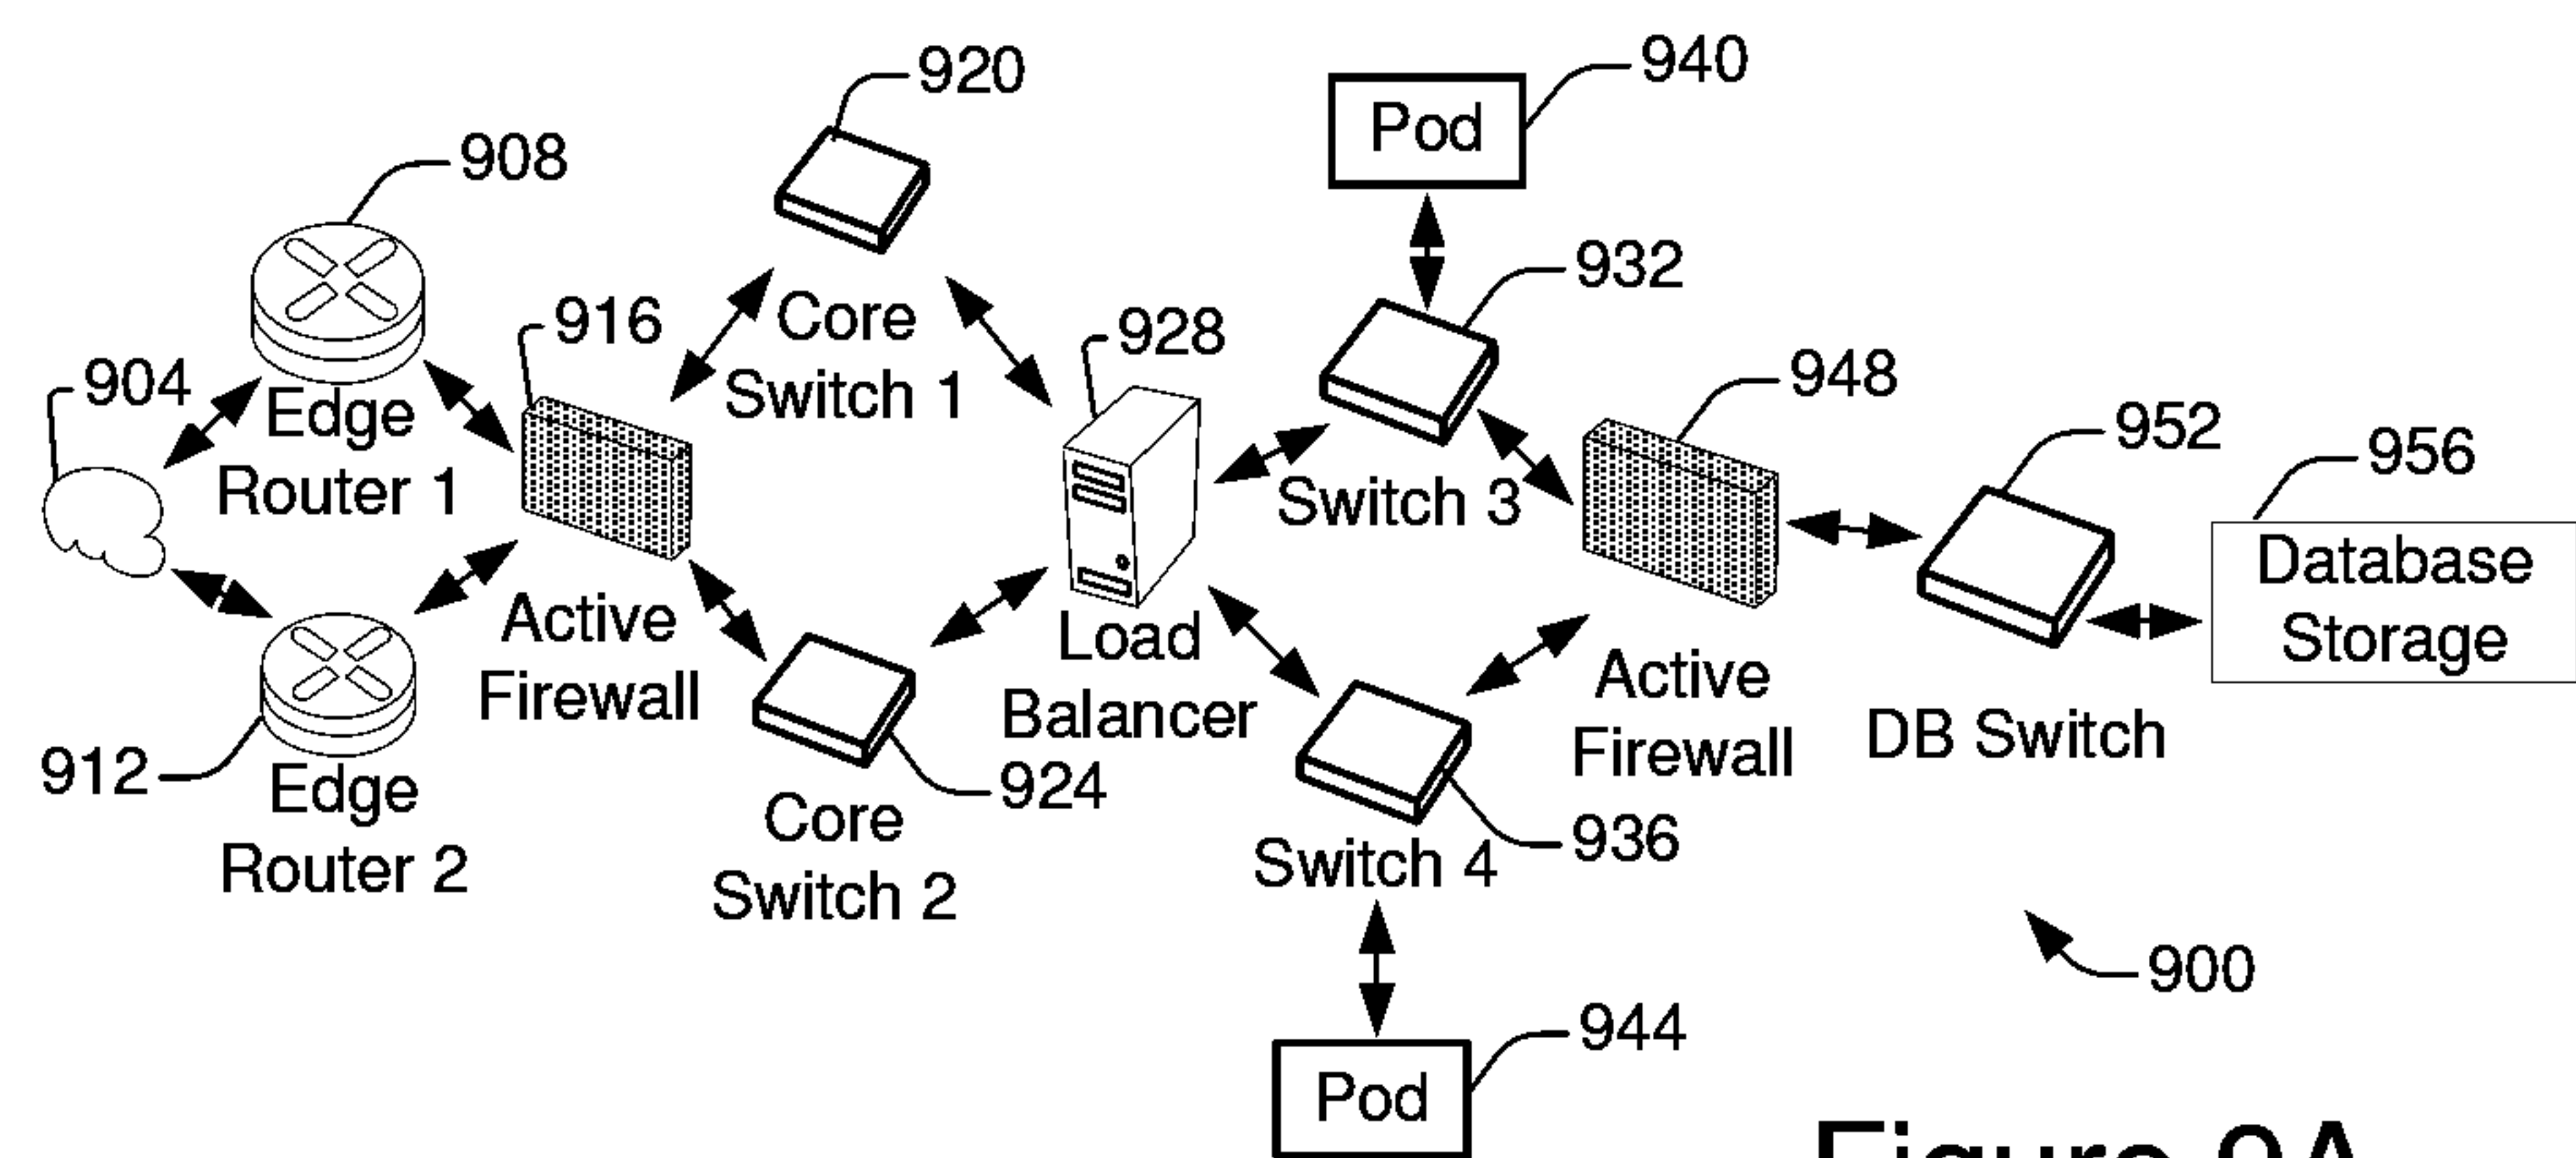 920
940
Pod
908
932
916
Core
Switch 1
928
948
904
Edge
Router 1
Switch 3
952
956
Database
Storage
Active
Firewall
Load
Balancer
Active
Firewall
DB Switch
912
Edge
Router 2
924
Core
Switch 2
936
Switch 4
900
944
Pod
Figure 9A